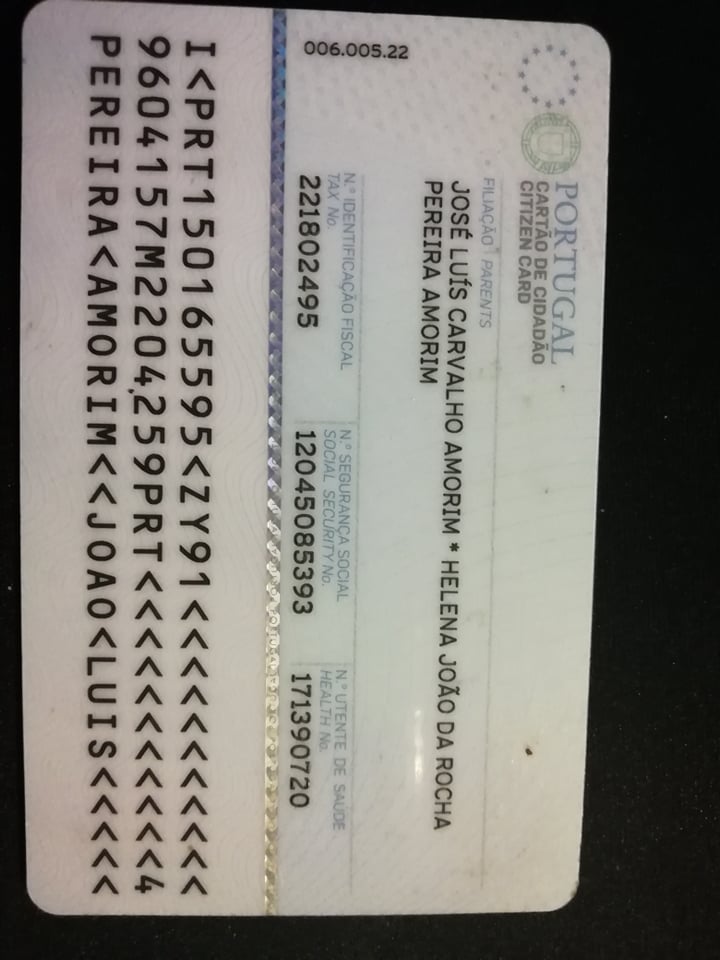 PORTUGAL
CARTÃO DE CIDADÃO
CITIZEN CARD
FILIAÇÃO PARENTS
JOSÉ LUÍS CARVALHO AMORIM * HELENA JOÃO DA ROCHA
PEREIRA AMORIM
006.005.22
N.º IDENTIFICAÇÃO FISCAL
TAX No.
221802495
N.º SEGURANÇA SOCIAL
SOCIAL SECURITY No.
12045085393
N.º UTENTE DE SAÚDE
HEALTH No.
171390720
I<PRT150165595<ZY91<<<<<<<<<<<
9604157M2204259PRT<<<<<<<<<<<4
PEREIRA<AMORIM<<JOAO<LUIS<<<<<